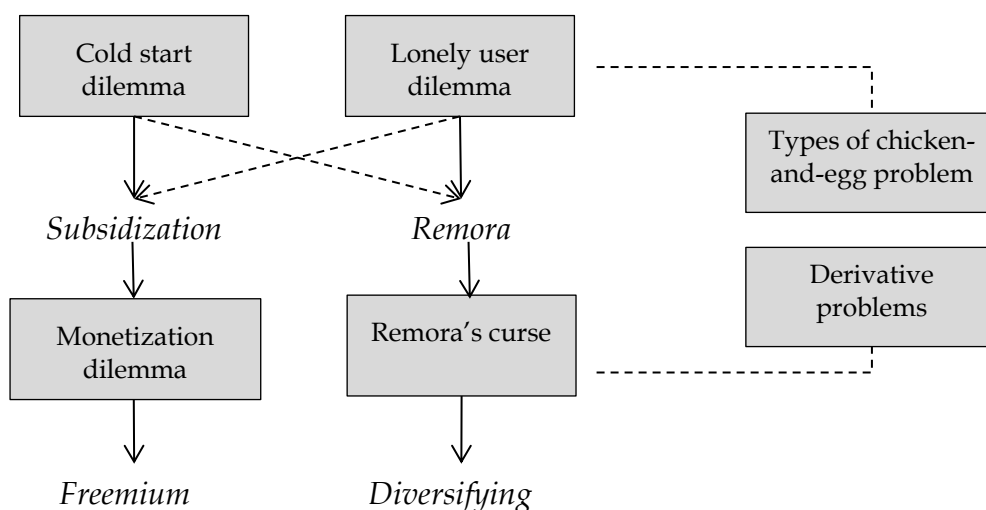 Cold start
dilemma
Lonely user
dilemma
Types of chicken-
and-egg problem
Subsidization
Remora
Derivative
problems
Monetization
dilemma
Remora’s curse
Freemium
Diversifying